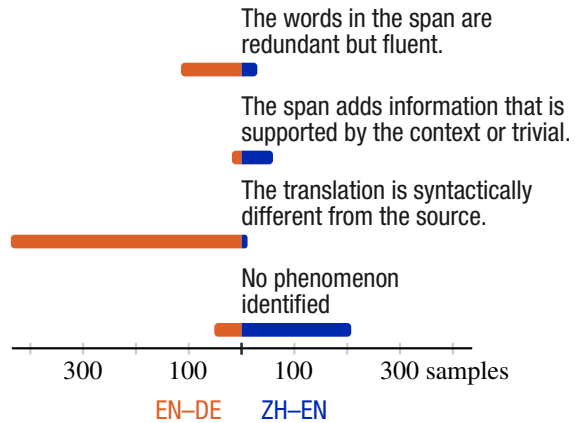 The words in the span are
redundant but fluent.
The span adds information that is
supported by the context or trivial.
The translation is syntactically
different from the source.
No phenomenon
identified
300 100 100 300 samples
EN–DE ZH–EN